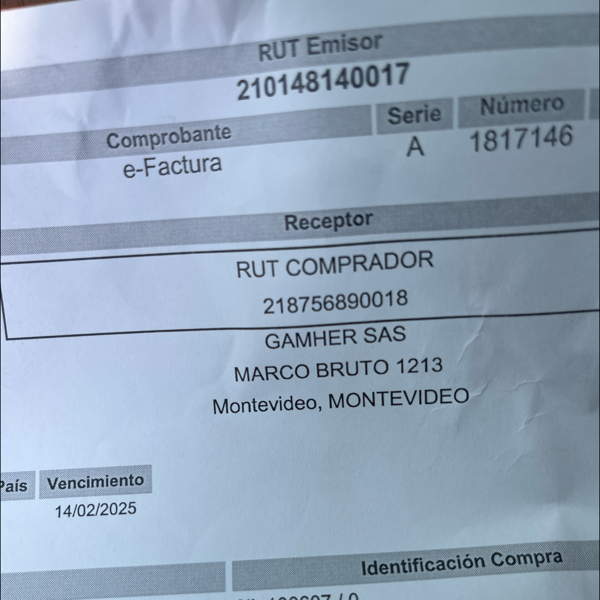 RUT Emisor
210148140017
Comprobante Serie Número
e-Factura A 1817146
Receptor
RUT COMPRADOR
218756890018
GAMHER SAS
MARCO BRUTO 1213
Montevideo, MONTEVIDEO
País Vencimiento
14/02/2025
Identificación Compra